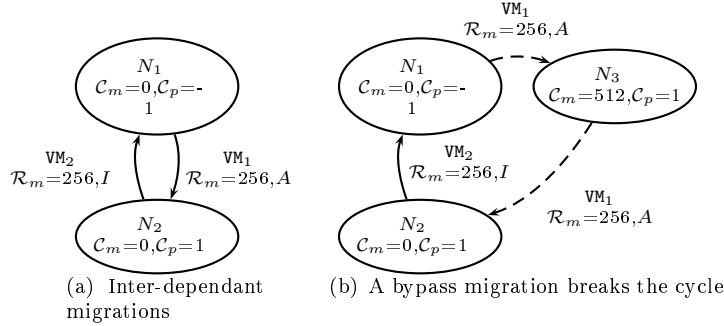 N₁
𝒞ₘ=0,𝒞ₚ=-
1
VM₂
ℛₘ=256,I
VM₁
ℛₘ=256,A
N₂
𝒞ₘ=0,𝒞ₚ=1
(a) Inter-dependant
migrations
VM₁
ℛₘ=256,A
N₁
𝒞ₘ=0,𝒞ₚ=-
1
N₃
𝒞ₘ=512,𝒞ₚ=1
VM₂
ℛₘ=256,I
VM₁
ℛₘ=256,A
N₂
𝒞ₘ=0,𝒞ₚ=1
(b) A bypass migration breaks the cycle